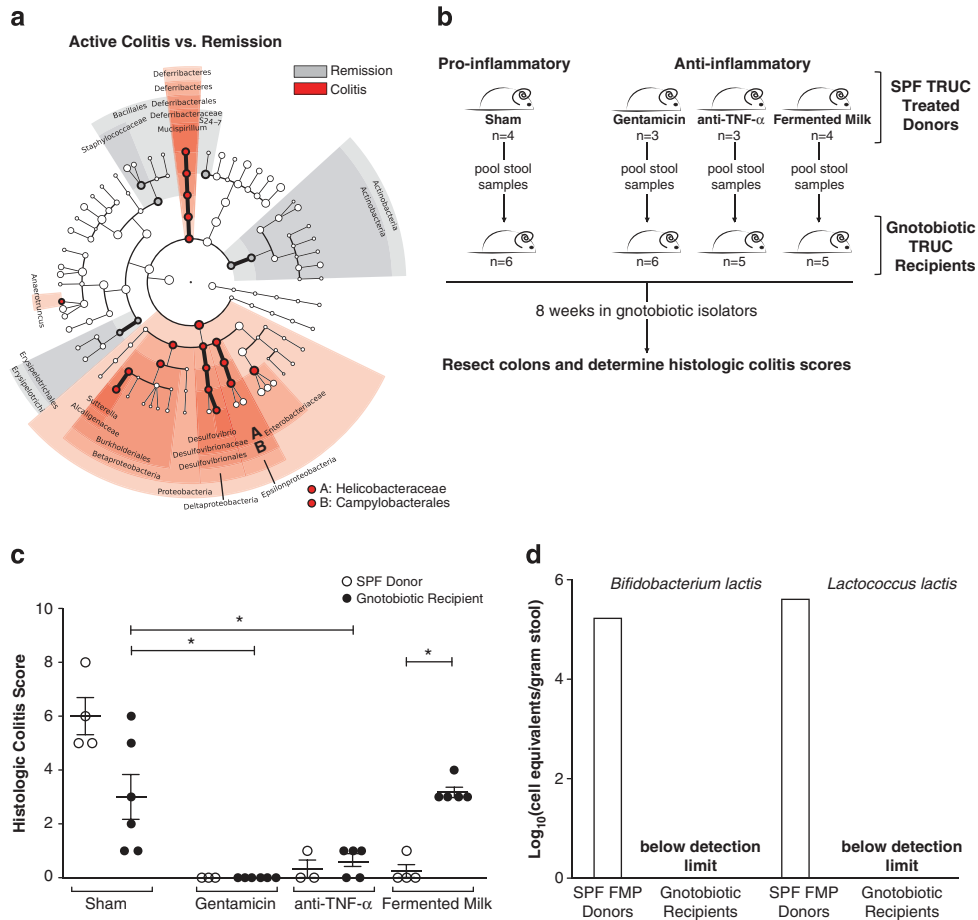 a
Active Colitis vs. Remission
Remission
Colitis
Deferribacteres
Deferribacteres
Deferribacterales
Deferribacteraceae
Mucispirillum
S24-7
Bacillales
Staphylococcaceae
Actinobacteria
Actinobacteria
Anaerotruncus
Erysipelotrichales
Erysipelotrichi
Sutterella
Alcaligenaceae
Burkholderiales
Betaproteobacteria
Proteobacteria
Desulfovibrio
Desulfovibrionaceae
Desulfovibrionales
Deltaproteobacteria
A
B
Enterobacteriaceae
Epsilonproteobacteria
A: Helicobacteraceae
B: Campylobacterales
b
Pro-inflammatory
Anti-inflammatory
Sham
n=4
Gentamicin
n=3
anti-TNF-α
n=3
Fermented Milk
n=4
SPF TRUC
Treated
Donors
pool stool
samples
pool stool
samples
pool stool
samples
pool stool
samples
n=6
n=6
n=5
n=5
Gnotobiotic
TRUC
Recipients
8 weeks in gnotobiotic isolators
Resect colons and determine histologic colitis scores
c
SPF Donor
Gnotobiotic Recipient
Histologic Colitis Score
10
8
6
4
2
0
*
*
*
Sham
Gentamicin
anti-TNF-α
Fermented Milk
d
Log10(cell equivalents/gram stool)
6
4
2
0
Bifidobacterium lactis
Lactococcus lactis
below detection
limit
below detection
limit
SPF FMP
Donors
Gnotobiotic
Recipients
SPF FMP
Donors
Gnotobiotic
Recipients